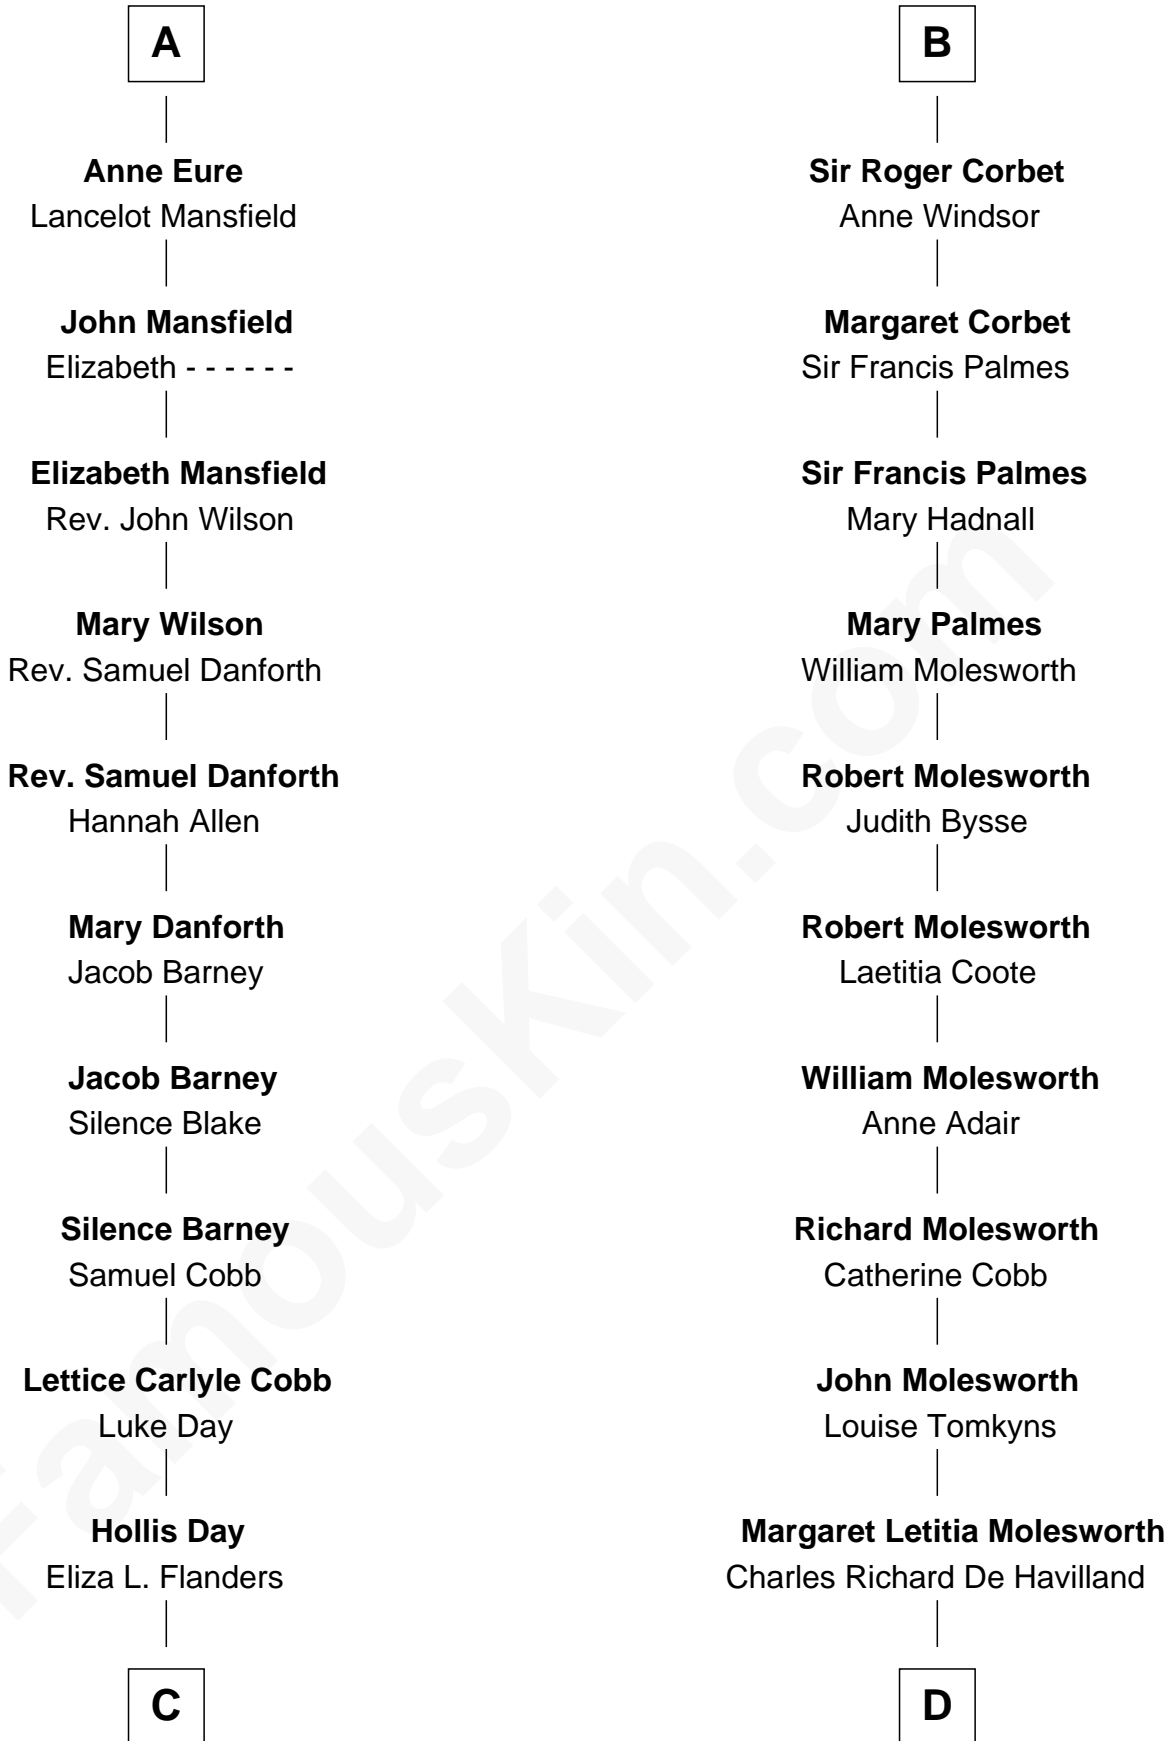 A
Anne Eure
Lancelot Mansfield
John Mansfield
Elizabeth - - - - - -
Elizabeth Mansfield
Rev. John Wilson
Mary Wilson
Rev. Samuel Danforth
Rev. Samuel Danforth
Hannah Allen
Mary Danforth
Jacob Barney
Jacob Barney
Silence Blake
Silence Barney
Samuel Cobb
Lettice Carlyle Cobb
Luke Day
Hollis Day
Eliza L. Flanders
C
B
Sir Roger Corbet
Anne Windsor
Margaret Corbet
Sir Francis Palmes
Sir Francis Palmes
Mary Hadnall
Mary Palmes
William Molesworth
Robert Molesworth
Judith Bysse
Robert Molesworth
Laetitia Coote
William Molesworth
Anne Adair
Richard Molesworth
Catherine Cobb
John Molesworth
Louise Tomkyns
Margaret Letitia Molesworth
Charles Richard De Havilland
D
FamousKin.com